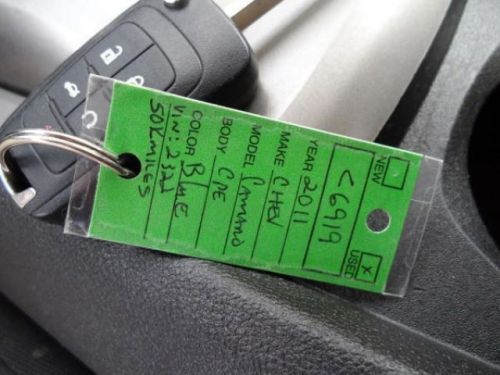 NEW USED X
C6919
YEAR 2011
MAKE CHEV
MODEL Camaro
BODY CPE
COLOR BLUE
VIN: 2321
50K MILES